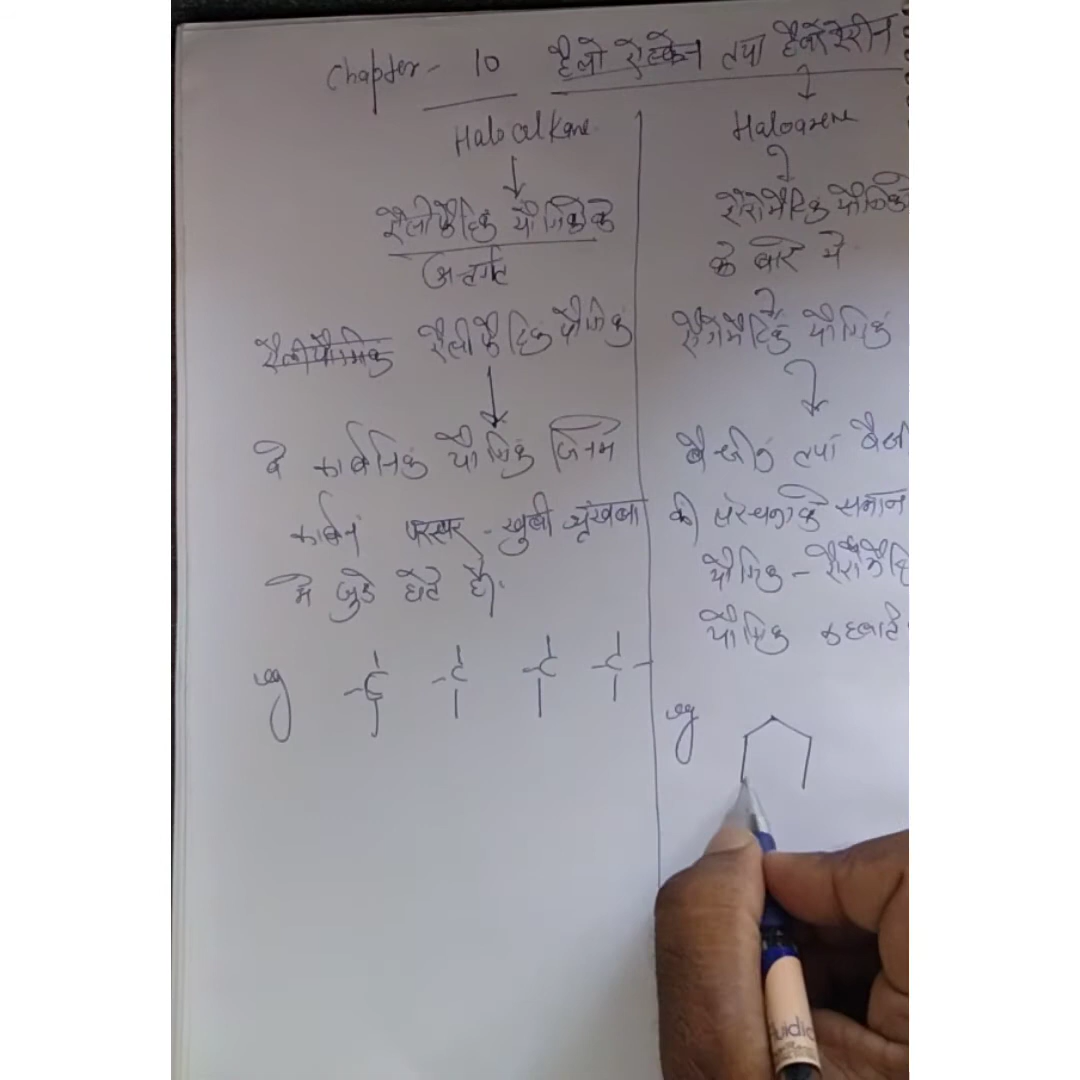 Chapter - 10 हैलो ऐल्केन तथा हैलोऐरीन
Haloalkane
ऐलीफैटिक यौगिको के
अन्तर्गत
ऐलीफैटिक यौगिक
वे कार्बनिक यौगिक जिनमे
कार्बन परस्पर - खुली श्रृंखला
मे जुडे होते है।
eg -C -C -C -C-
Haloarene
ऐरोमैटिक यौगिको
के बारे मे
ऐरोमैटिक यौगिक
बैन्जीन तथा
की संरचना के समान
यौगिक -
यौगिक कहलाते
eg